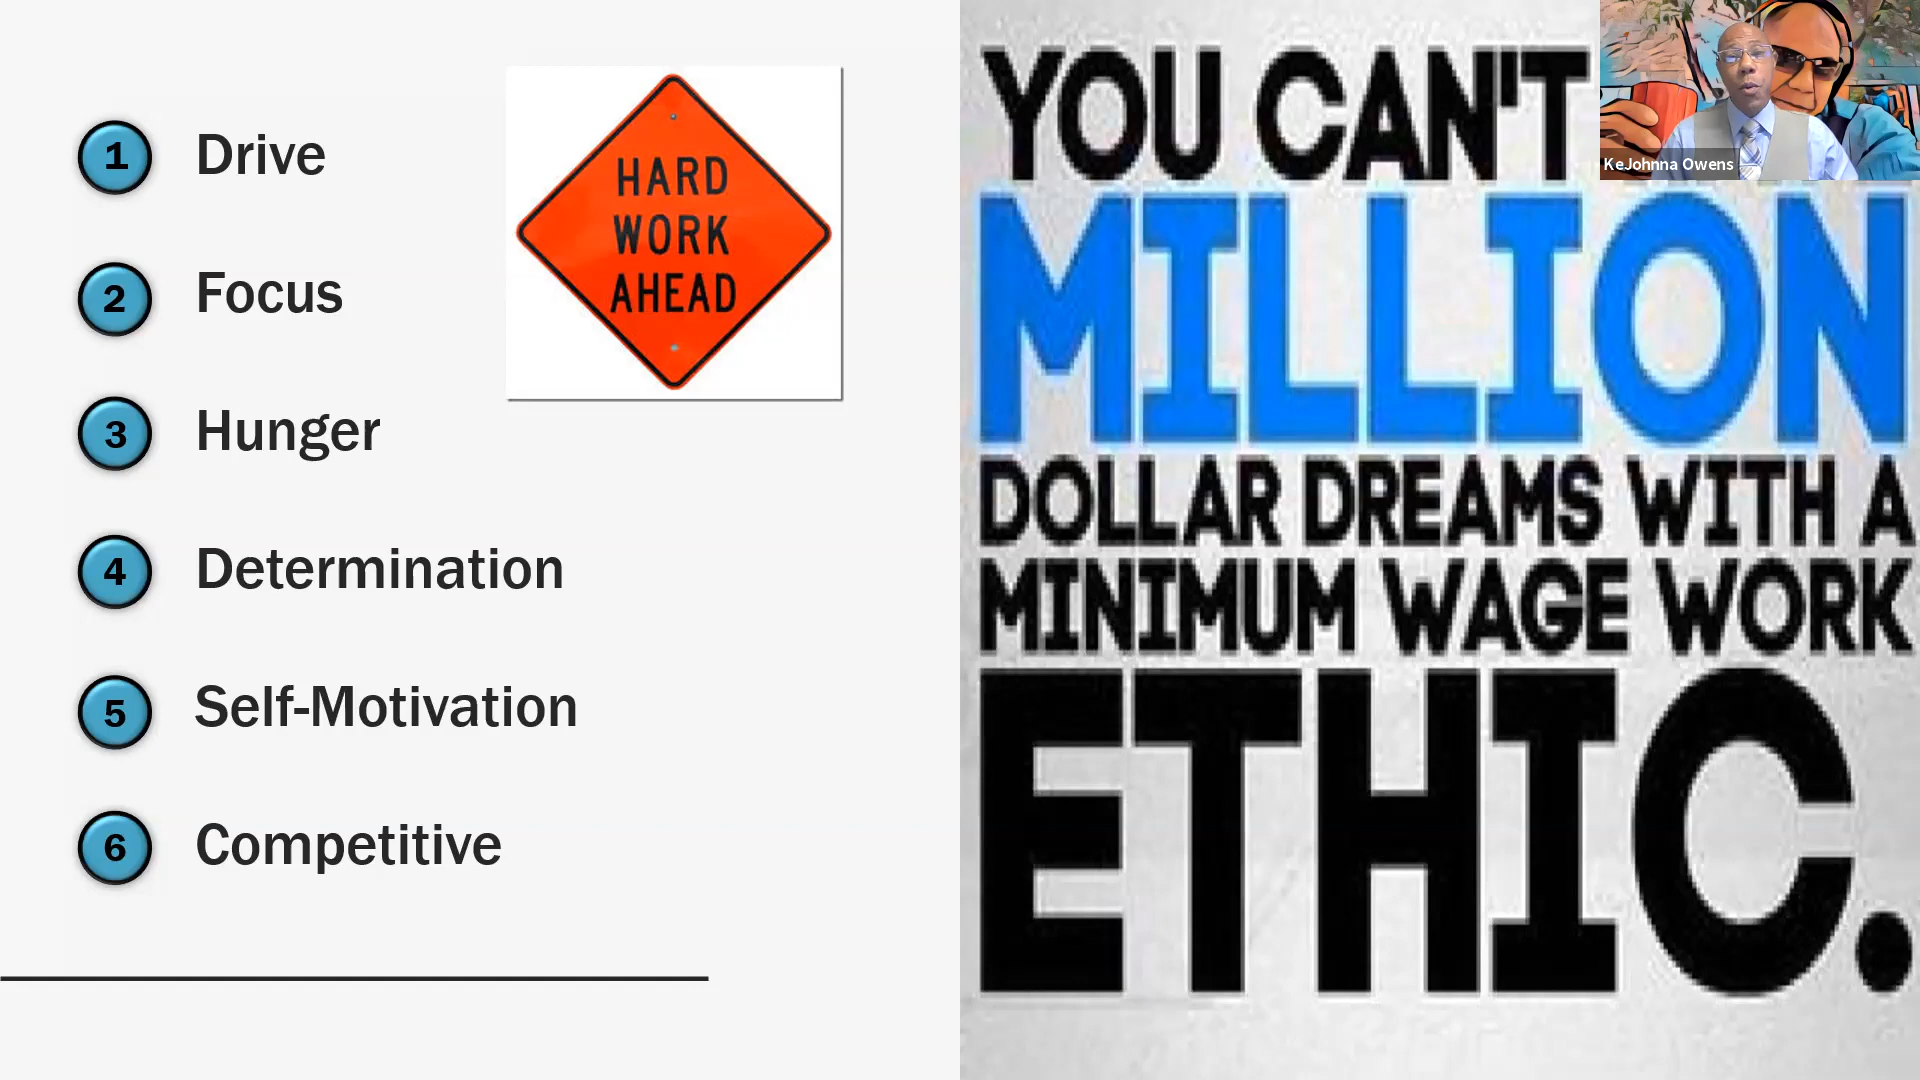 1 Drive
2 Focus
3 Hunger
4 Determination
5 Self-Motivation
6 Competitive
HARD
WORK
AHEAD
YOU CAN'T
MILLION
DOLLAR DREAMS WITH A
MINIMUM WAGE WORK
ETHIC.
KeJohnna Owens